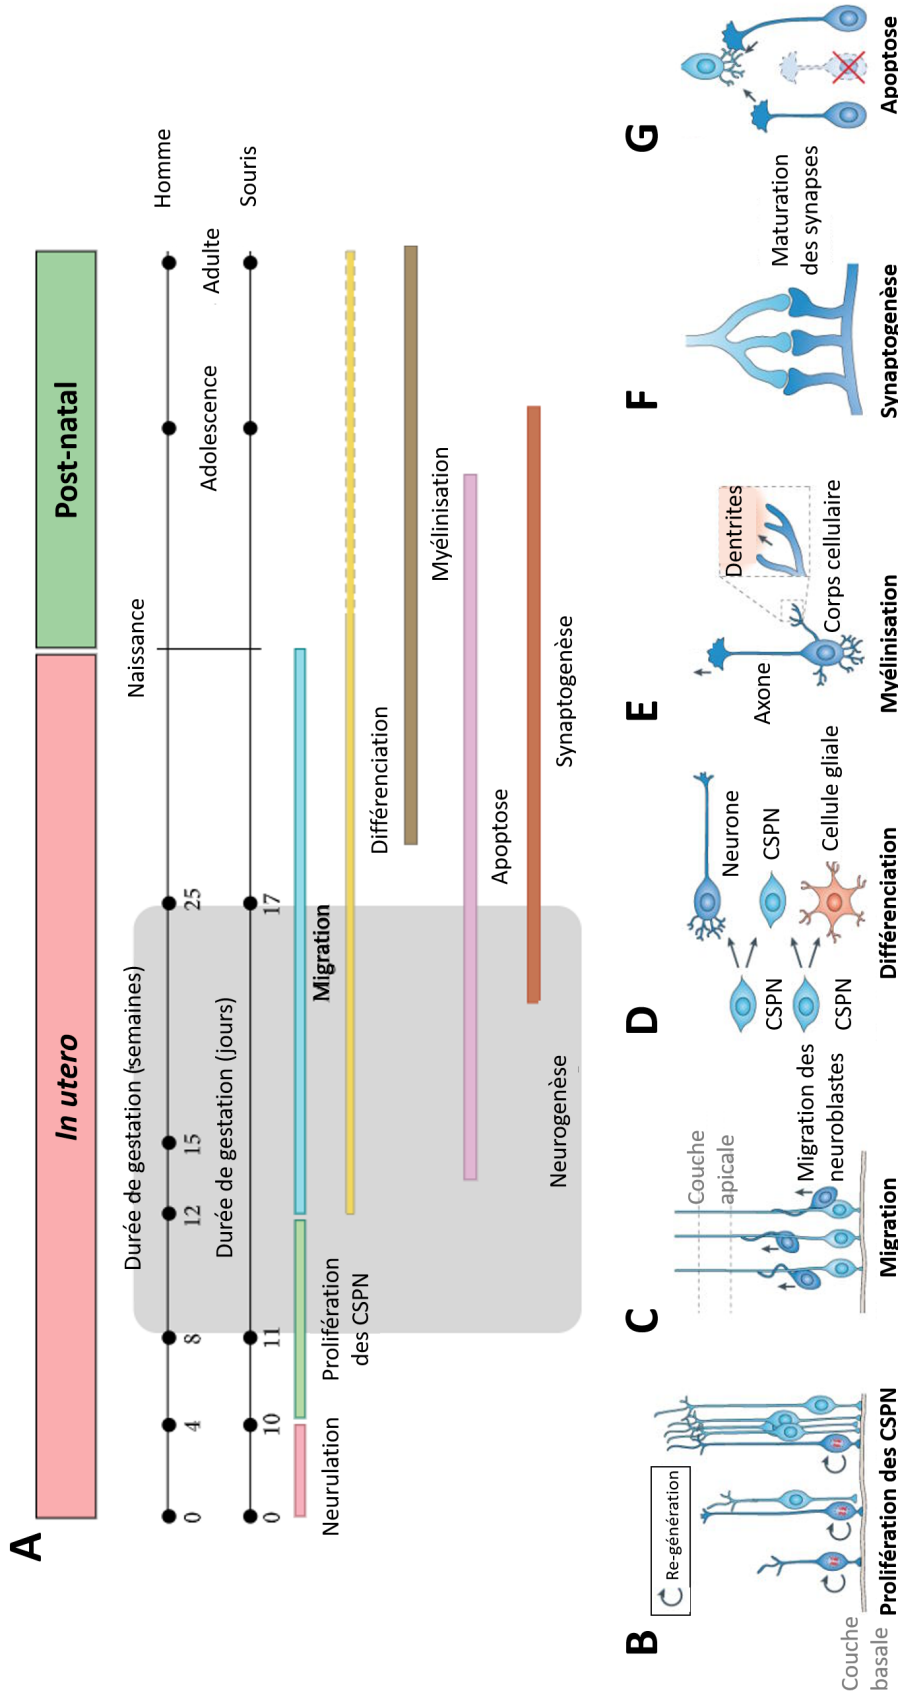 A
In utero
Post-natal
Naissance
Durée de gestation (semaines)
Homme
0
4
8
12
15
25
Adolescence
Adulte
Durée de gestation (jours)
Souris
0
10
11
17
Neurulation
Prolifération
des CSPN
Migration
Différenciation
Myélinisation
Apoptose
Neurogenèse
Synaptogenèse
B
Re-génération
Couche
basale
Prolifération des CSPN
C
Couche
apicale
Migration des
neuroblastes
Migration
D
CSPN
CSPN
Neurone
CSPN
Cellule gliale
Différenciation
E
Dentrites
Axone
Corps cellulaire
Myélinisation
F
Maturation
des synapses
Synaptogenèse
G
Apoptose